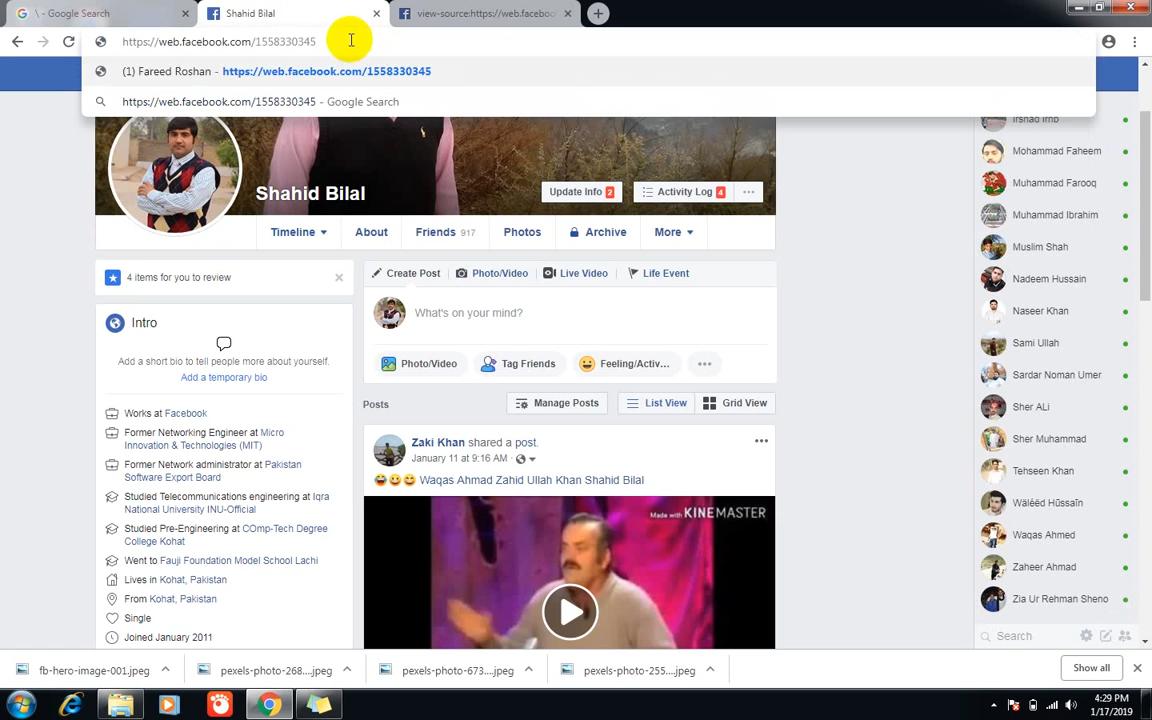 \ - Google Search
Shahid Bilal
view-source:https://web.faceboo
https://web.facebook.com/1558330345
(1) Fareed Roshan - https://web.facebook.com/1558330345
https://web.facebook.com/1558330345 - Google Search
Shahid Bilal
Update Info 2
Activity Log 4
Timeline
About
Friends 917
Photos
Archive
More
4 items for you to review
Create Post
Photo/Video
Live Video
Life Event
What's on your mind?
Photo/Video
Tag Friends
Feeling/Activ...
Intro
Add a short bio to tell people more about yourself.
Add a temporary bio
Works at Facebook
Former Networking Engineer at Micro
Innovation & Technologies (MIT)
Former Network administrator at Pakistan
Software Export Board
Studied Telecommunications engineering at Iqra
National University INU-Official
Studied Pre-Engineering at COmp-Tech Degree
College Kohat
Went to Fauji Foundation Model School Lachi
Lives in Kohat, Pakistan
From Kohat, Pakistan
Single
Joined January 2011
Posts
Manage Posts
List View
Grid View
Zaki Khan shared a post.
January 11 at 9:16 AM
Waqas Ahmad Zahid Ullah Khan Shahid Bilal
Made with KINEMASTER
Irshad Irnb
Mohammad Faheem
Muhammad Farooq
Muhammad Ibrahim
Muslim Shah
Nadeem Hussain
Naseer Khan
Sami Ullah
Sardar Noman Umer
Sher ALi
Sher Muhammad
Tehseen Khan
Wäléëd Hüssaïn
Waqas Ahmed
Zaheer Ahmad
Zia Ur Rehman Sheno
Search
fb-hero-image-001.jpeg
pexels-photo-268....jpeg
pexels-photo-673....jpeg
pexels-photo-255....jpeg
Show all
4:29 PM
1/17/2019